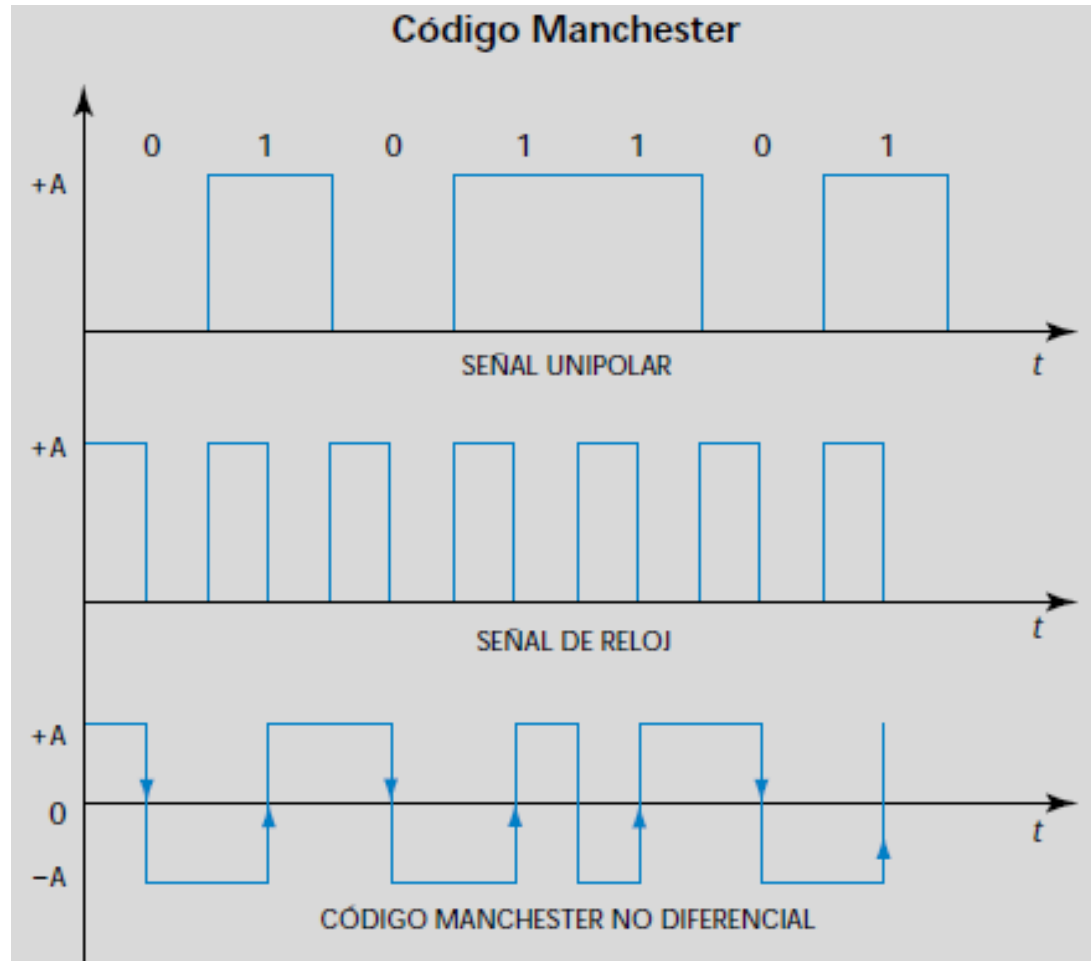 Código Manchester
0 1 0 1 1 0 1
+A
t
SEÑAL UNIPOLAR
+A
t
SEÑAL DE RELOJ
+A
0
t
–A
CÓDIGO MANCHESTER NO DIFERENCIAL